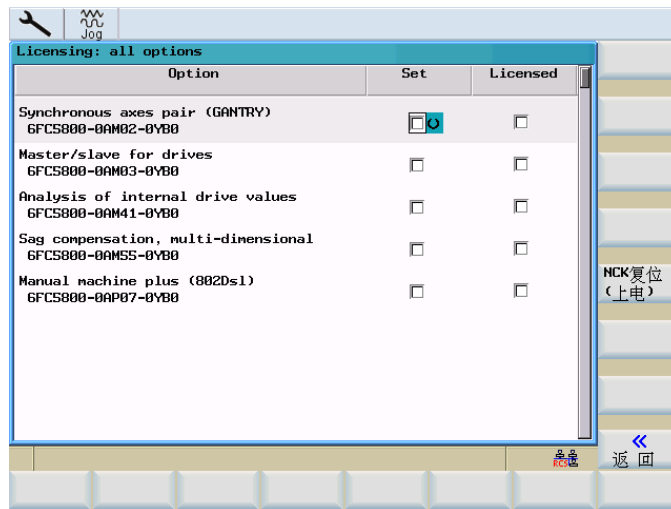 Jog
Licensing: all options
Option Set Licensed
Synchronous axes pair (GANTRY)
6FC5800-0AM02-0YB0
Master/slave for drives
6FC5800-0AM03-0YB0
Analysis of internal drive values
6FC5800-0AM41-0YB0
Sag compensation, multi-dimensional
6FC5800-0AM55-0YB0
Manual machine plus (802Dsl)
6FC5800-0AP07-0YB0
NCK复位
(上电)
RCS
返 回